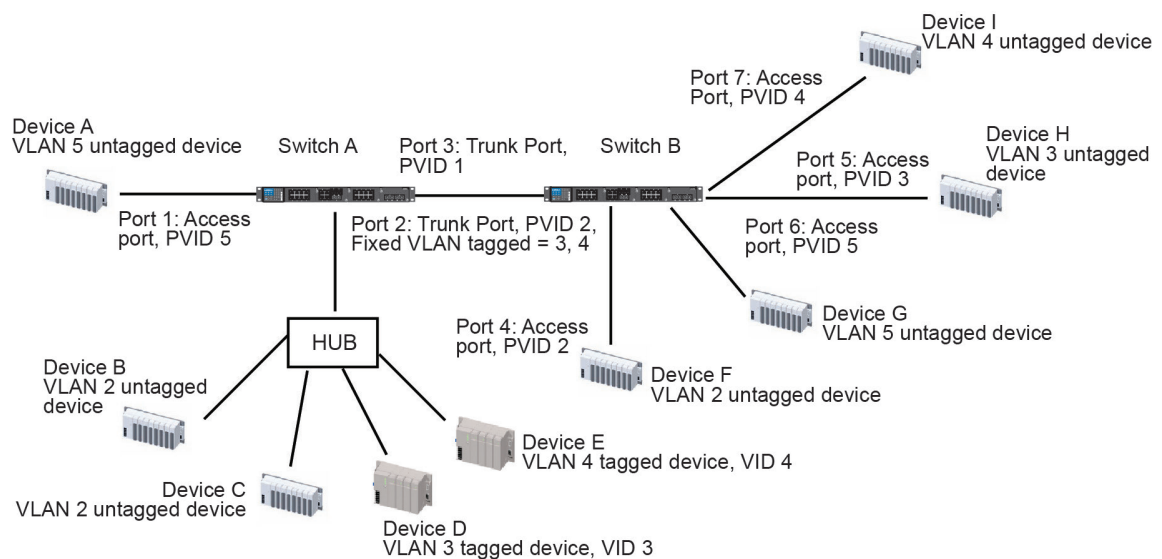 Device I
VLAN 4 untagged device
Port 7: Access
Port, PVID 4
Device A
VLAN 5 untagged device
Switch A
Port 3: Trunk Port,
PVID 1
Switch B
Device H
VLAN 3 untagged
device
Port 5: Access
port, PVID 3
Port 1: Access
port, PVID 5
Port 2: Trunk Port, PVID 2,
Fixed VLAN tagged = 3, 4
Port 6: Access
port, PVID 5
Device G
VLAN 5 untagged device
HUB
Port 4: Access
port, PVID 2
Device B
VLAN 2 untagged
device
Device F
VLAN 2 untagged device
Device E
VLAN 4 tagged device, VID 4
Device C
VLAN 2 untagged device
Device D
VLAN 3 tagged device, VID 3